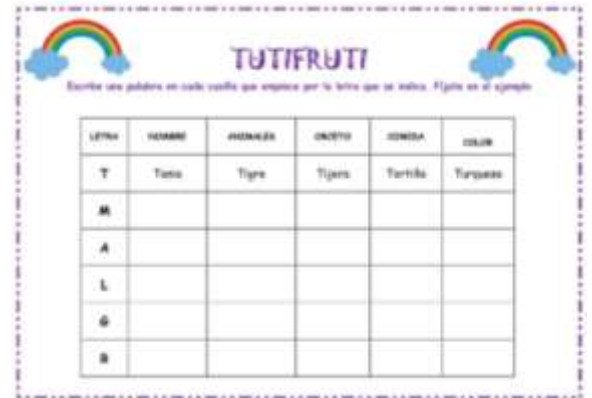 TUTIFRUTI
Escribe una palabra en cada casilla que empiece por la letra que se indica. Fíjate en el ejemplo
LETRA NOMBRE ANIMALES OBJETO COMIDA COLOR
T Tigre Tijera Tortilla Turquesa
M
A
L
G